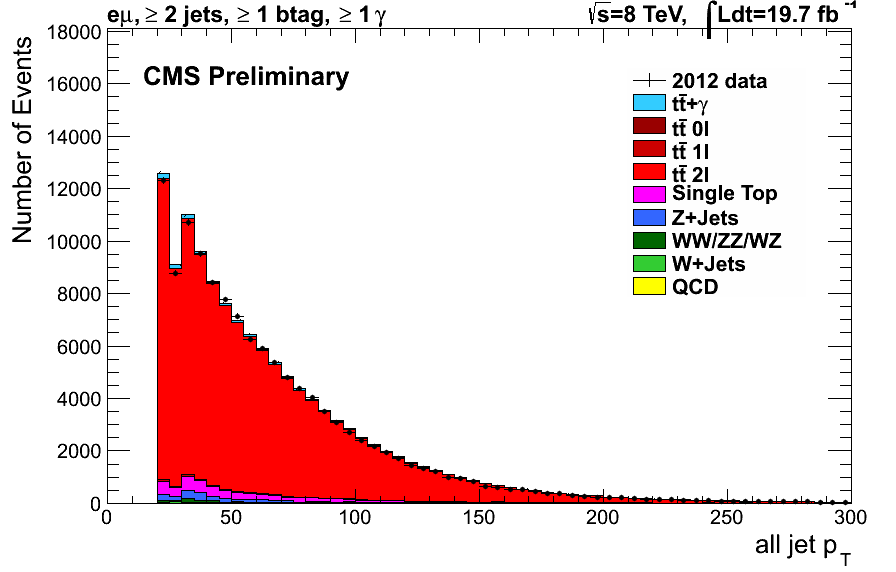 eμ, ≥ 2 jets, ≥ 1 btag, ≥ 1 γ
√s=8 TeV, ∫Ldt=19.7 fb⁻¹
CMS Preliminary
Number of Events
18000
16000
14000
12000
10000
8000
6000
4000
2000
0
2012 data
tt̄+γ
tt̄ 0l
tt̄ 1l
tt̄ 2l
Single Top
Z+Jets
WW/ZZ/WZ
W+Jets
QCD
0 50 100 150 200 250 300
all jet p_T